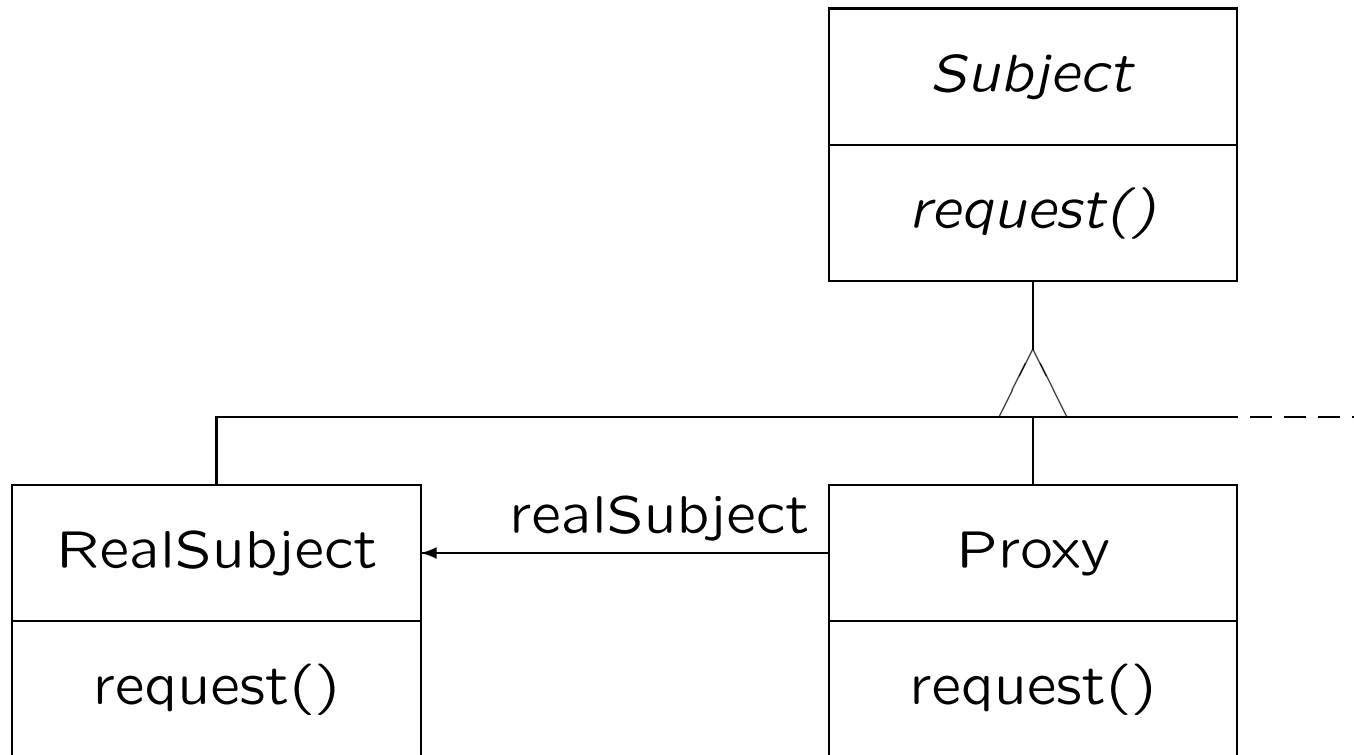 Subject
request()
realSubject
RealSubject
Proxy
request()
request()